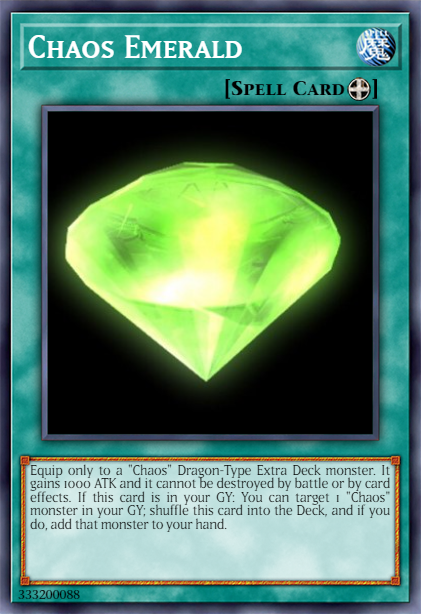 Chaos Emerald
魔
[Spell Card]
Equip only to a "Chaos" Dragon-Type Extra Deck monster. It
gains 1000 ATK and it cannot be destroyed by battle or by card
effects. If this card is in your GY: You can target 1 "Chaos"
monster in your GY; shuffle this card into the Deck, and if you
do, add that monster to your hand.
333200088